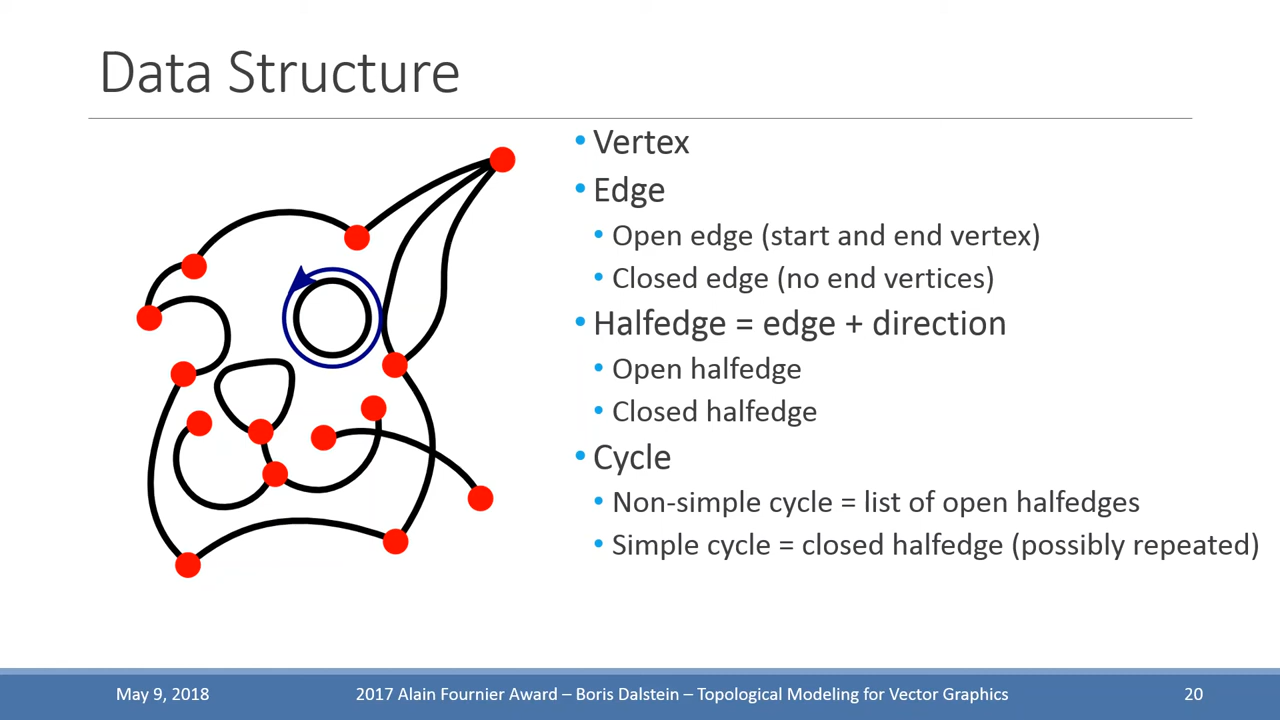 Data Structure
• Vertex
• Edge
• Open edge (start and end vertex)
• Closed edge (no end vertices)
• Halfedge = edge + direction
• Open halfedge
• Closed halfedge
• Cycle
• Non-simple cycle = list of open halfedges
• Simple cycle = closed halfedge (possibly repeated)
May 9, 2018
2017 Alain Fournier Award – Boris Dalstein – Topological Modeling for Vector Graphics
20